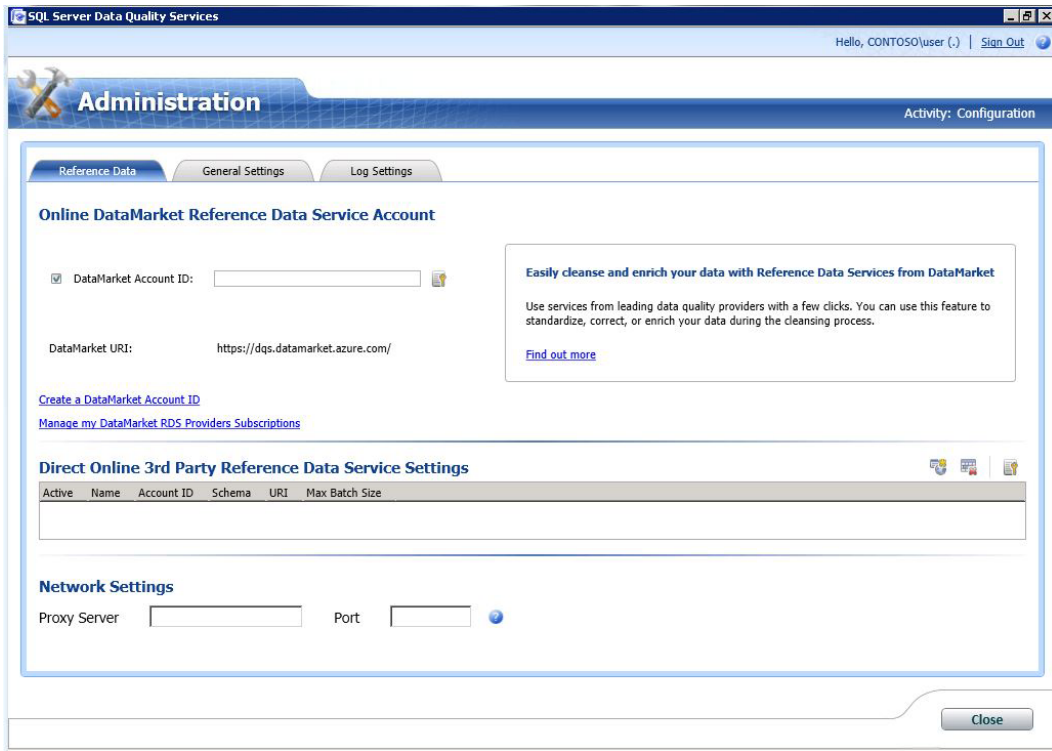 SQL Server Data Quality Services
Hello, CONTOSO\user (.) | Sign Out
Administration
Activity: Configuration
Reference Data
General Settings
Log Settings
Online DataMarket Reference Data Service Account
DataMarket Account ID:
DataMarket URI:
https://dqs.datamarket.azure.com/
Easily cleanse and enrich your data with Reference Data Services from DataMarket
Use services from leading data quality providers with a few clicks. You can use this feature to
standardize, correct, or enrich your data during the cleansing process.
Find out more
Create a DataMarket Account ID
Manage my DataMarket RDS Providers Subscriptions
Direct Online 3rd Party Reference Data Service Settings
Active Name Account ID Schema URI Max Batch Size
Network Settings
Proxy Server
Port
Close